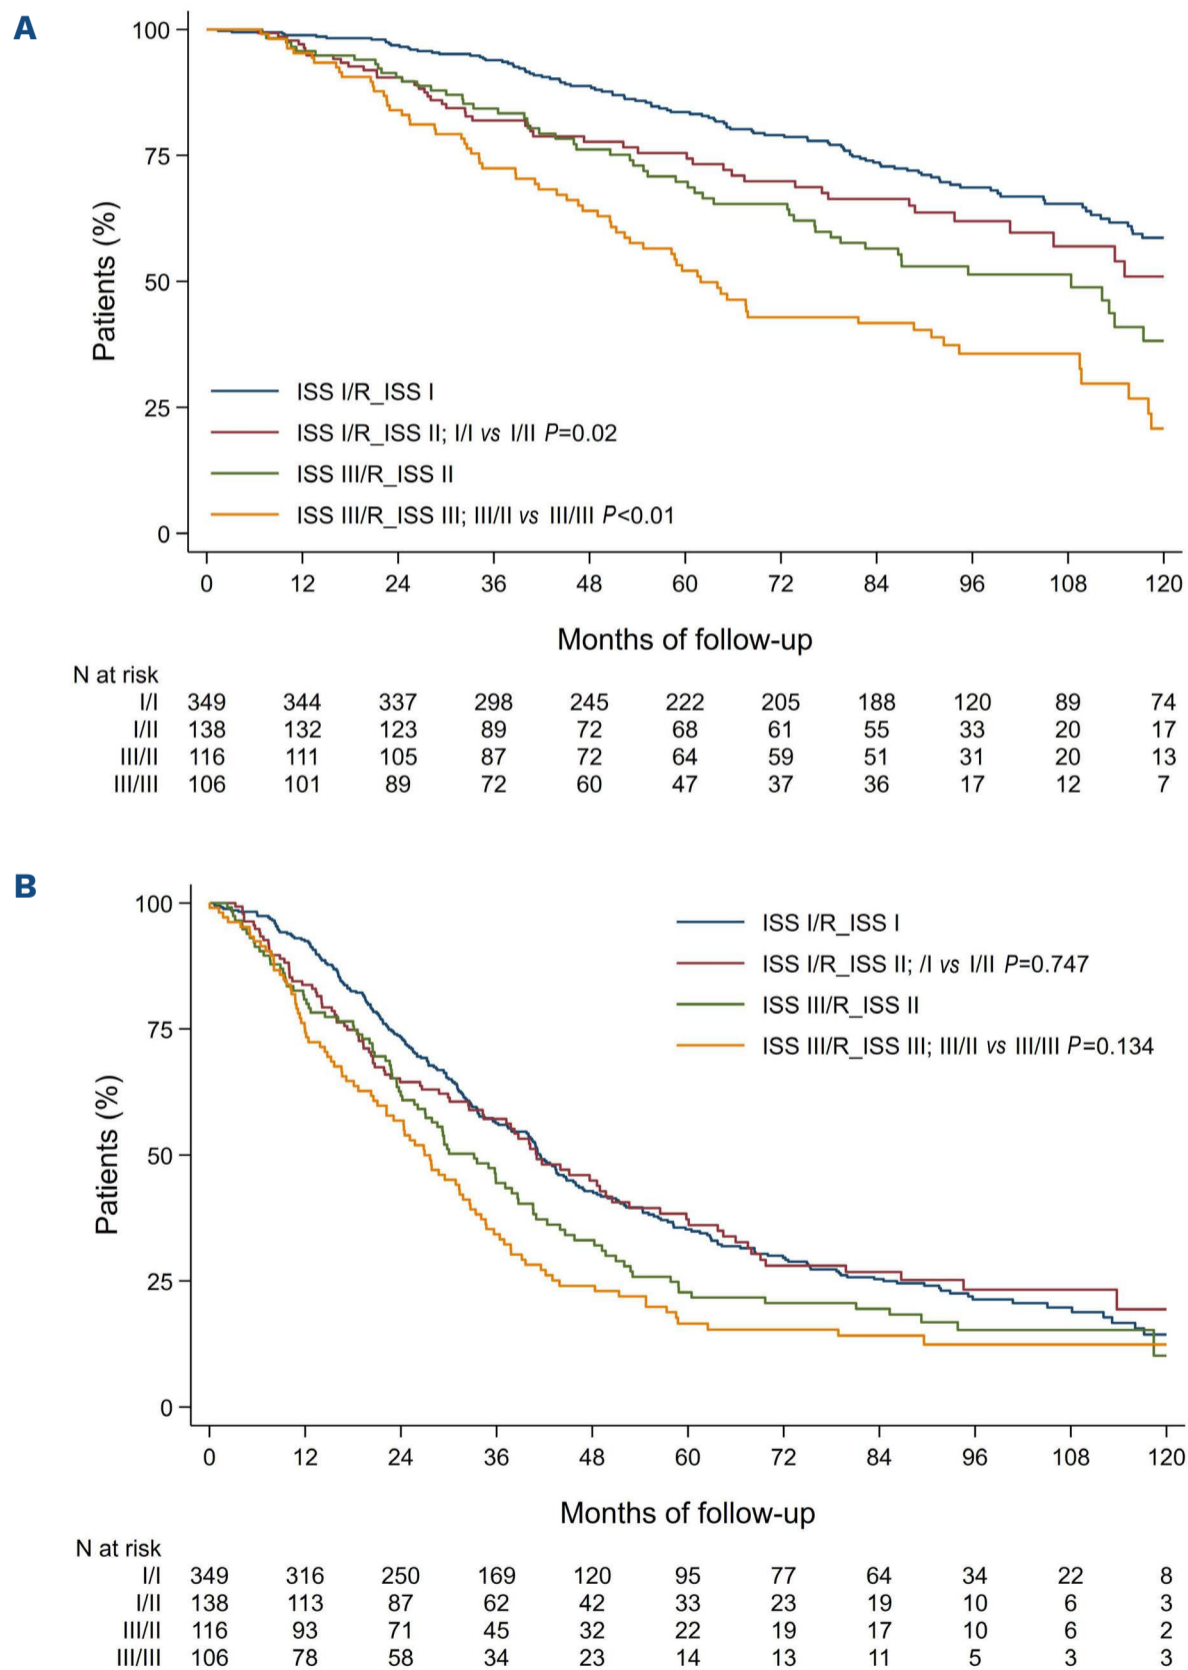 A
100
75
50
25
0
Patients (%)
ISS I/R_ISS I
ISS I/R_ISS II; I/I vs I/II P=0.02
ISS III/R_ISS II
ISS III/R_ISS III; III/II vs III/III P<0.01
0 12 24 36 48 60 72 84 96 108 120
Months of follow-up
N at risk
I/I 349 344 337 298 245 222 205 188 120 89 74
I/II 138 132 123 89 72 68 61 55 33 20 17
III/II 116 111 105 87 72 64 59 51 31 20 13
III/III 106 101 89 72 60 47 37 36 17 12 7
B
100
75
50
25
0
Patients (%)
ISS I/R_ISS I
ISS I/R_ISS II; /I vs I/II P=0.747
ISS III/R_ISS II
ISS III/R_ISS III; III/II vs III/III P=0.134
0 12 24 36 48 60 72 84 96 108 120
Months of follow-up
N at risk
I/I 349 316 250 169 120 95 77 64 34 22 8
I/II 138 113 87 62 42 33 23 19 10 6 3
III/II 116 93 71 45 32 22 19 17 10 6 2
III/III 106 78 58 34 23 14 13 11 5 3 3